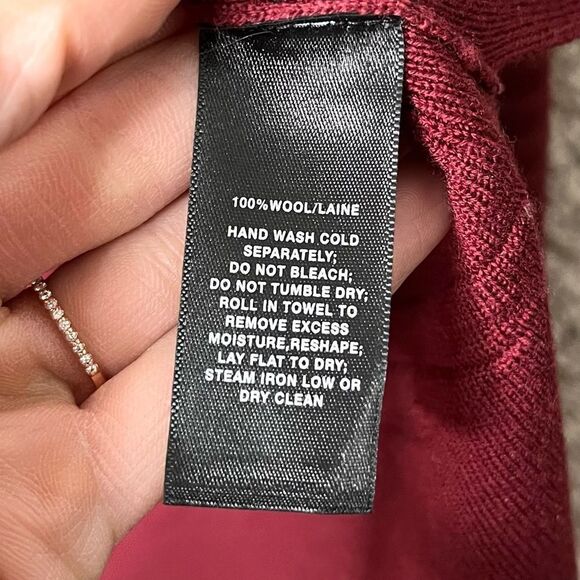 100%WOOL/LAINE
HAND WASH COLD
SEPARATELY;
DO NOT BLEACH;
DO NOT TUMBLE DRY;
ROLL IN TOWEL TO
REMOVE EXCESS
MOISTURE,RESHAPE;
LAY FLAT TO DRY;
STEAM IRON LOW OR
DRY CLEAN